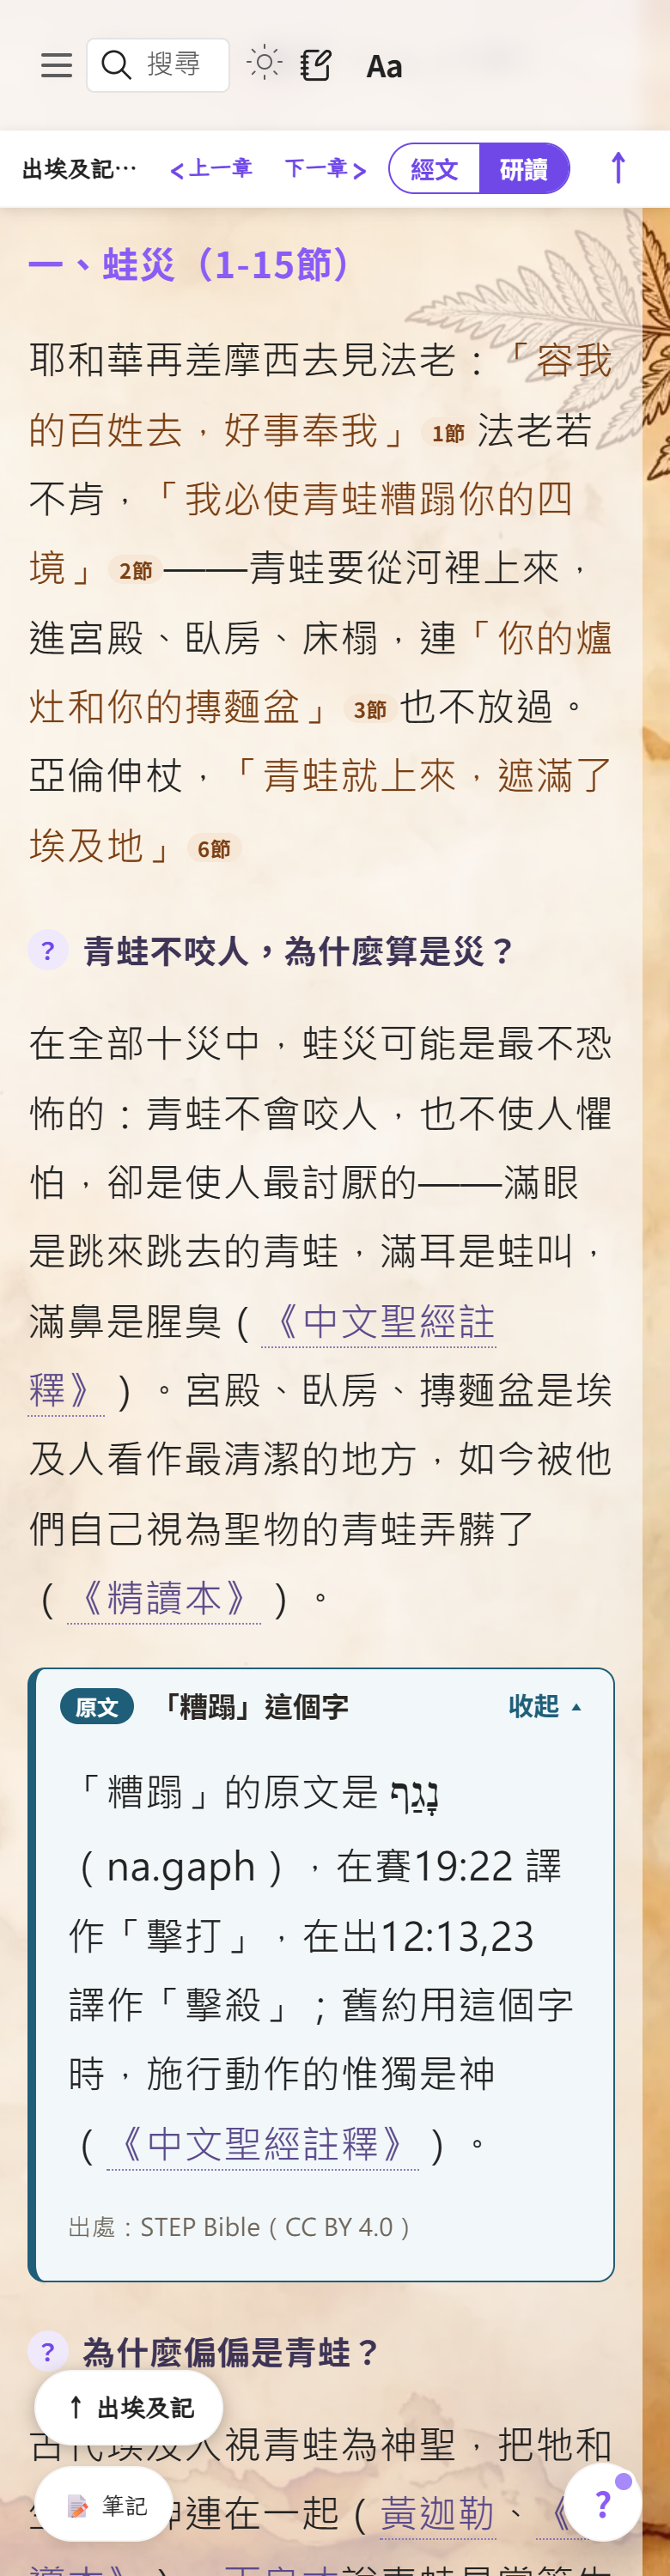 搜尋
Aa
出埃及記…
<上一章
下一章>
經文
研讀
↑
一、蛙災（1-15節）
耶和華再差摩西去見法老：「容我
的百姓去，好事奉我」 1節 法老若
不肯，「我必使青蛙糟蹋你的四
境」 2節 ——青蛙要從河裡上來，
進宮殿、臥房、床榻，連「你的爐
灶和你的摶麵盆」 3節 也不放過。
亞倫伸杖，「青蛙就上來，遮滿了
埃及地」 6節
? 青蛙不咬人，為什麼算是災？
在全部十災中，蛙災可能是最不恐
怖的：青蛙不會咬人，也不使人懼
怕，卻是使人最討厭的——滿眼
是跳來跳去的青蛙，滿耳是蛙叫，
滿鼻是腥臭（《中文聖經註
釋》）。宮殿、臥房、摶麵盆是埃
及人看作最清潔的地方，如今被他
們自己視為聖物的青蛙弄髒了
（《精讀本》）。
原文 「糟蹋」這個字 收起 ▲
「糟蹋」的原文是 נָגַף
（na.gaph），在賽19:22 譯
作「擊打」，在出12:13,23
譯作「擊殺」；舊約用這個字
時，施行動作的惟獨是神
（《中文聖經註釋》）。
出處：STEP Bible（CC BY 4.0）
? 為什麼偏偏是青蛙？
↑ 出埃及記
古代埃及人視青蛙為神聖，把牠和
筆記
連在一起（黃迦勒、《
?